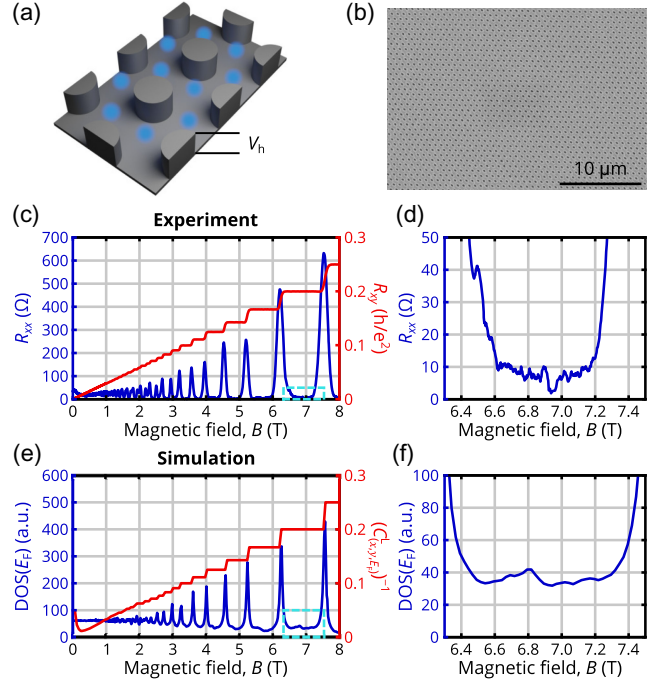 (a)
V_h
(b)
10 μm
(c)
Experiment
700
600
500
400
300
200
100
0
R_xx (Ω)
0.3
0.2
0.1
0
R_xy (h/e²)
0 1 2 3 4 5 6 7 8
Magnetic field, B (T)
(d)
50
40
30
20
10
0
R_xx (Ω)
6.4 6.6 6.8 7.0 7.2 7.4
Magnetic field, B (T)
(e)
Simulation
600
500
400
300
200
100
0
DOS(E_F) (a.u.)
0.3
0.2
0.1
0
(C^L_(x,y,E_F))^-1
0 1 2 3 4 5 6 7 8
Magnetic field, B (T)
(f)
100
80
60
40
20
0
DOS(E_F) (a.u.)
6.4 6.6 6.8 7.0 7.2 7.4
Magnetic field, B (T)